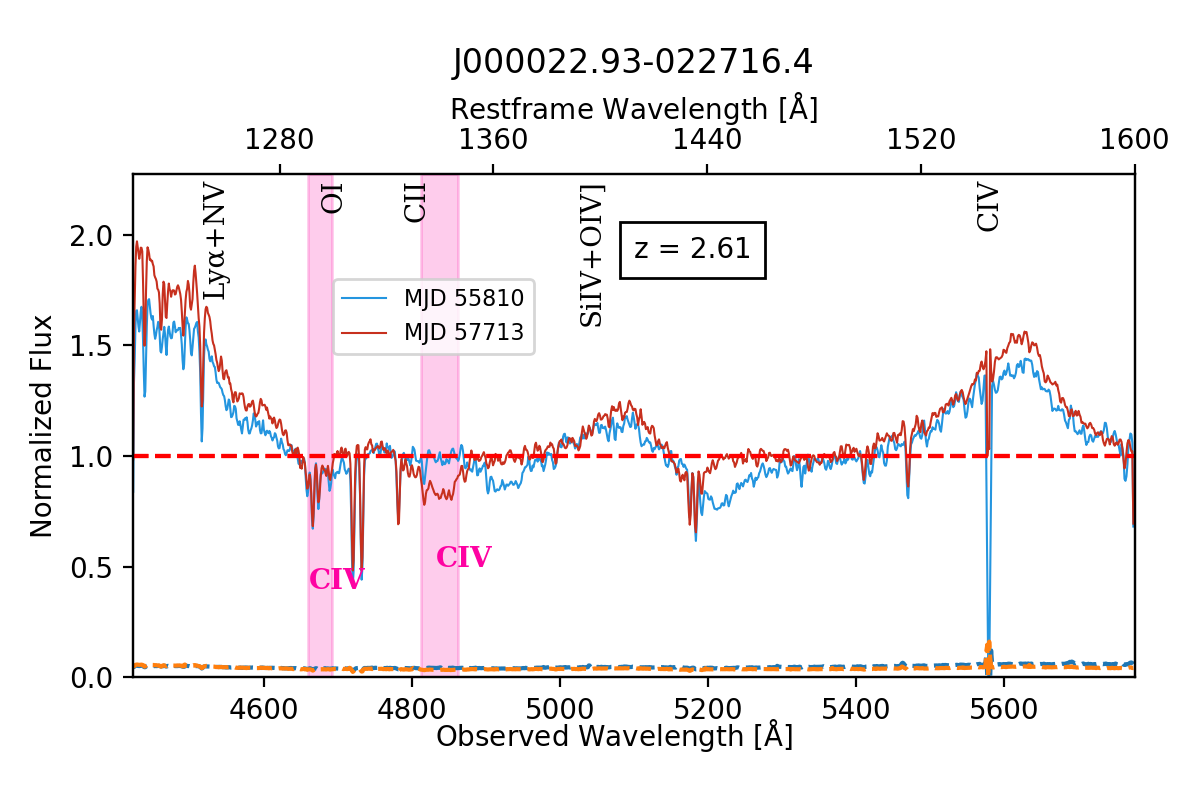 J000022.93-022716.4
Restframe Wavelength [Å]
1280 1360 1440 1520 1600
Lyα+NV
OI
CII
SiIV+OIV]
CIV
z = 2.61
MJD 55810
MJD 57713
CIV
CIV
Normalized Flux
2.0
1.5
1.0
0.5
0.0
4600 4800 5000 5200 5400 5600
Observed Wavelength [Å]